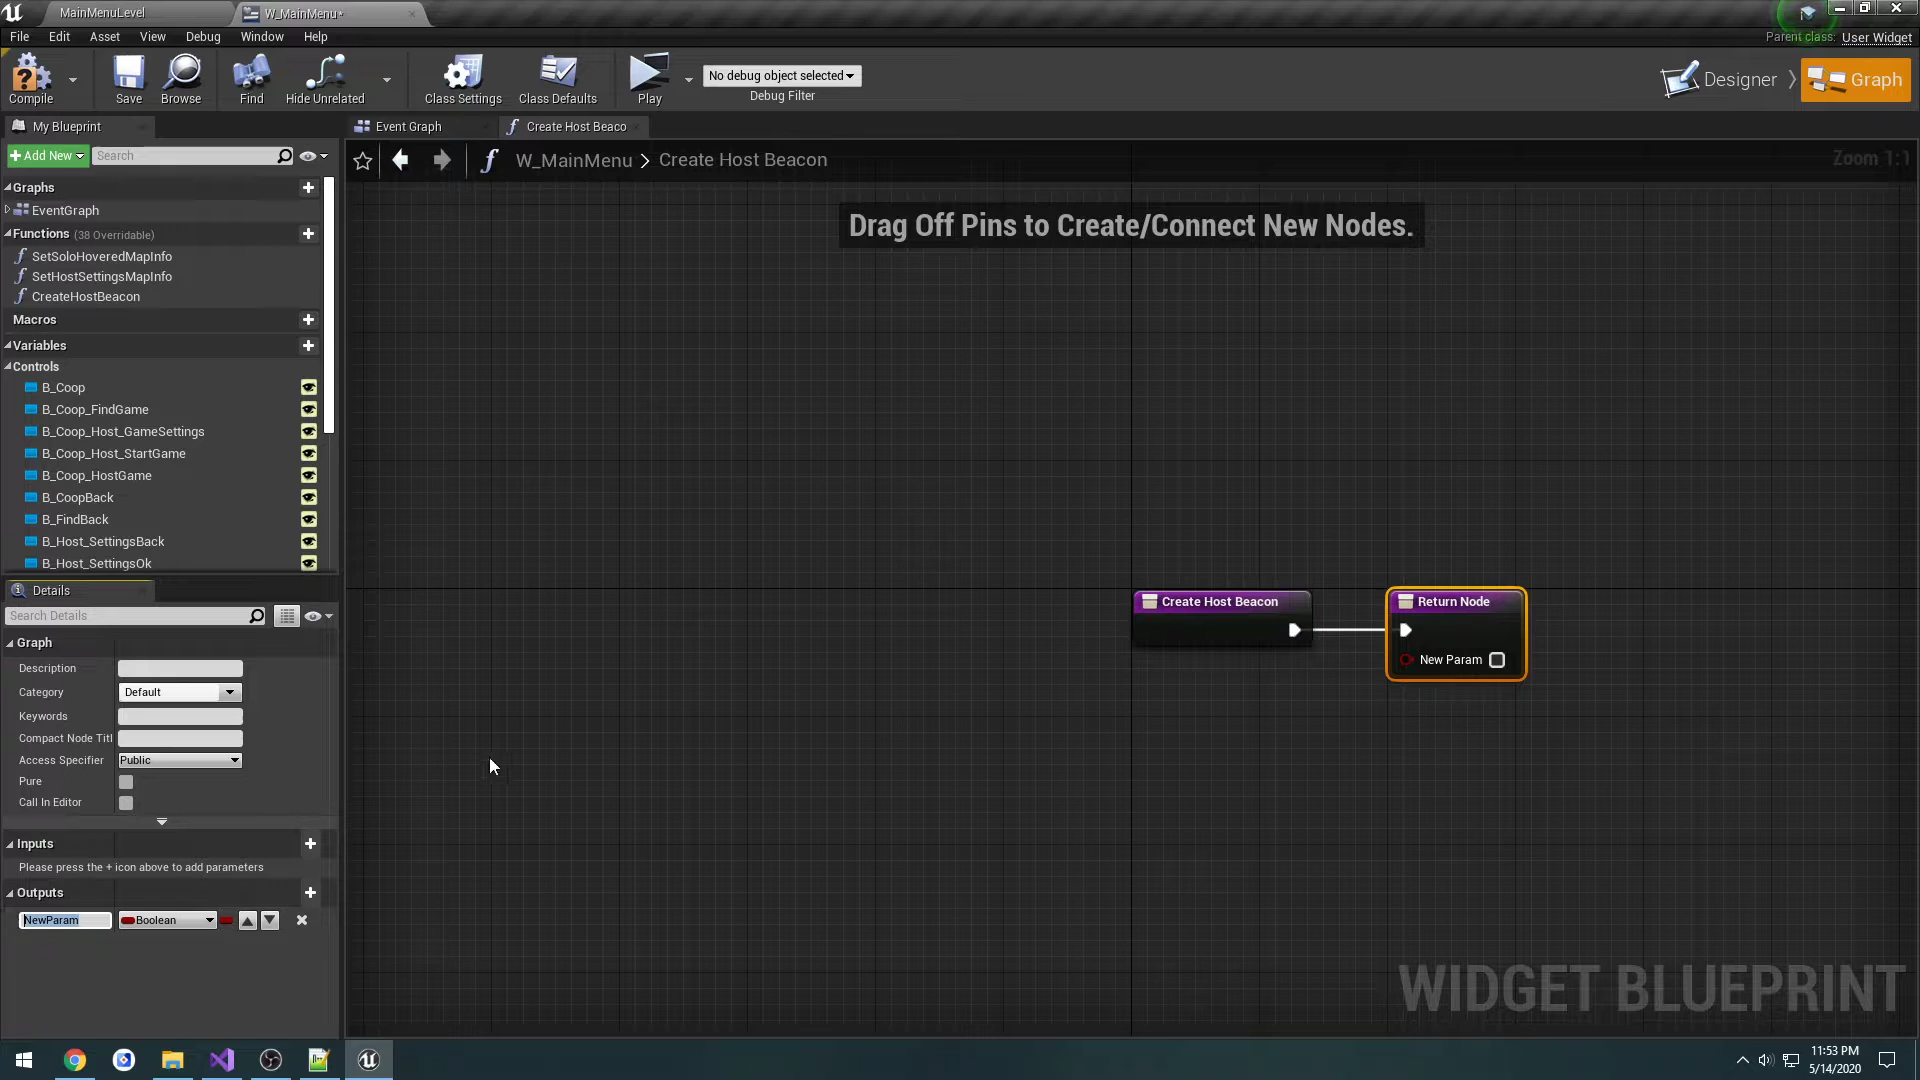 MainMenuLevel
W_MainMenu*
File Edit Asset View Debug Window Help
Parent class: User Widget
Compile
Save
Browse
Find
Hide Unrelated
Class Settings
Class Defaults
Play
No debug object selected
Debug Filter
Designer
Graph
My Blueprint
Event Graph
Create Host Beaco
Add New
Search
W_MainMenu > Create Host Beacon
Zoom 1:1
Graphs
EventGraph
Functions (38 Overridable)
SetSoloHoveredMapInfo
SetHostSettingsMapInfo
CreateHostBeacon
Macros
Variables
Controls
B_Coop
B_Coop_FindGame
B_Coop_Host_GameSettings
B_Coop_Host_StartGame
B_Coop_HostGame
B_CoopBack
B_FindBack
B_Host_SettingsBack
B_Host_SettingsOk
Drag Off Pins to Create/Connect New Nodes.
Create Host Beacon
Return Node
New Param
Details
Search Details
Graph
Description
Category Default
Keywords
Compact Node Titl
Access Specifier Public
Pure
Call In Editor
Inputs
Please press the + icon above to add parameters
Outputs
NewParam Boolean
WIDGET BLUEPRINT
11:53 PM
5/14/2020